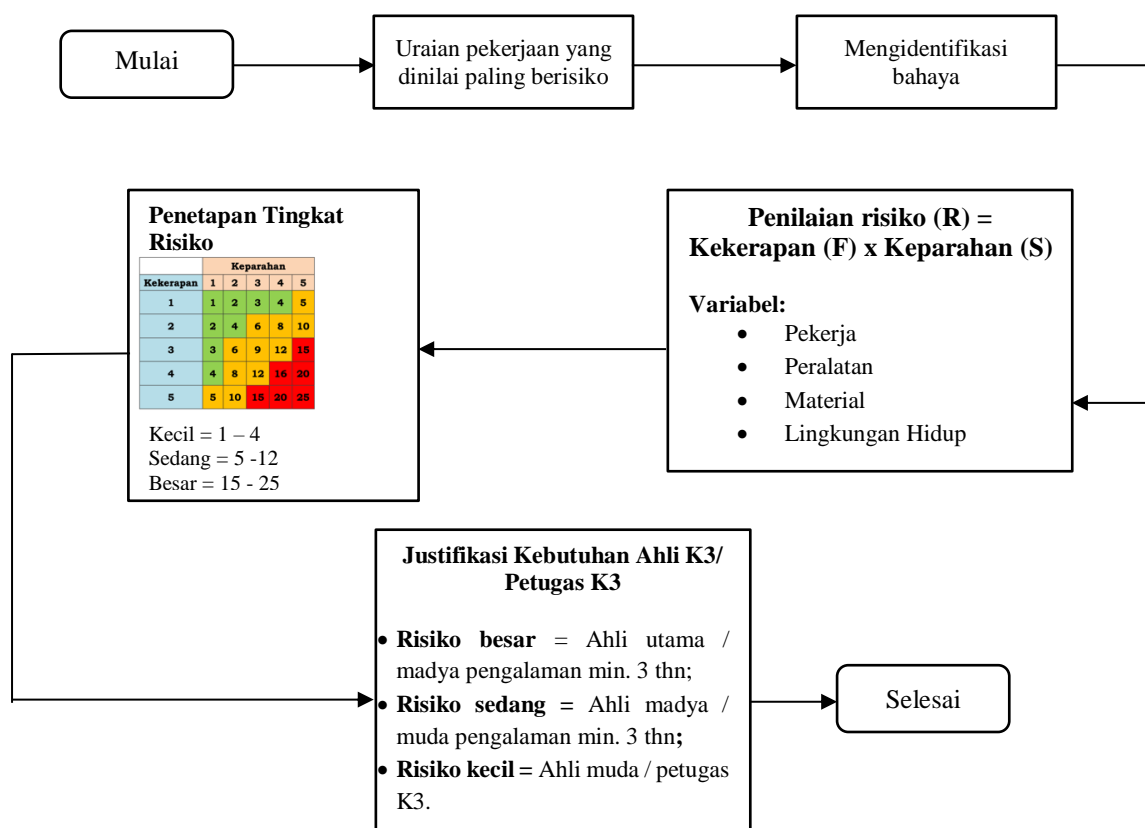 Mulai
Uraian pekerjaan yang
dinilai paling berisiko
Mengidentifikasi
bahaya
Penilaian risiko (R) =
Kekerapan (F) x Keparahan (S)
Variabel:
• Pekerja
• Peralatan
• Material
• Lingkungan Hidup
Penetapan Tingkat
Risiko
Keparahan
Kekerapan 1 2 3 4 5
1 1 2 3 4 5
2 2 4 6 8 10
3 3 6 9 12 15
4 4 8 12 16 20
5 5 10 15 20 25
Kecil = 1 – 4
Sedang = 5 -12
Besar = 15 - 25
Justifikasi Kebutuhan Ahli K3/
Petugas K3
• Risiko besar = Ahli utama /
madya pengalaman min. 3 thn;
• Risiko sedang = Ahli madya /
muda pengalaman min. 3 thn;
• Risiko kecil = Ahli muda / petugas
K3.
Selesai